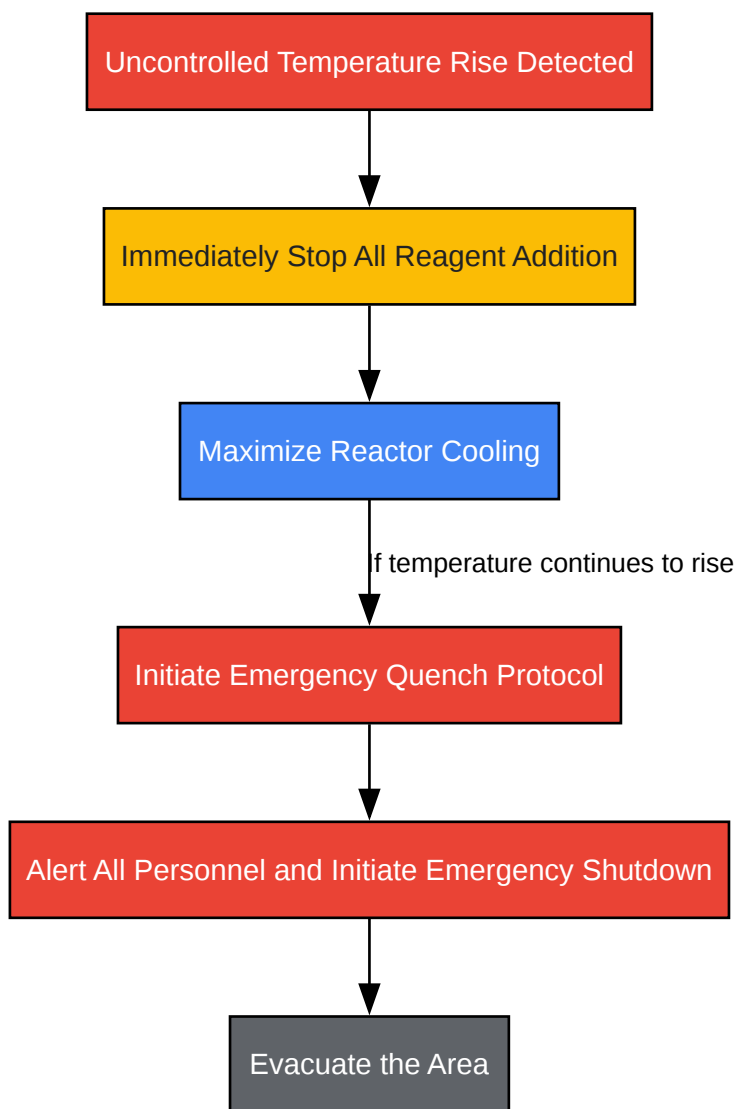 Uncontrolled Temperature Rise Detected
Immediately Stop All Reagent Addition
Maximize Reactor Cooling
If temperature continues to rise
Initiate Emergency Quench Protocol
Alert All Personnel and Initiate Emergency Shutdown
Evacuate the Area